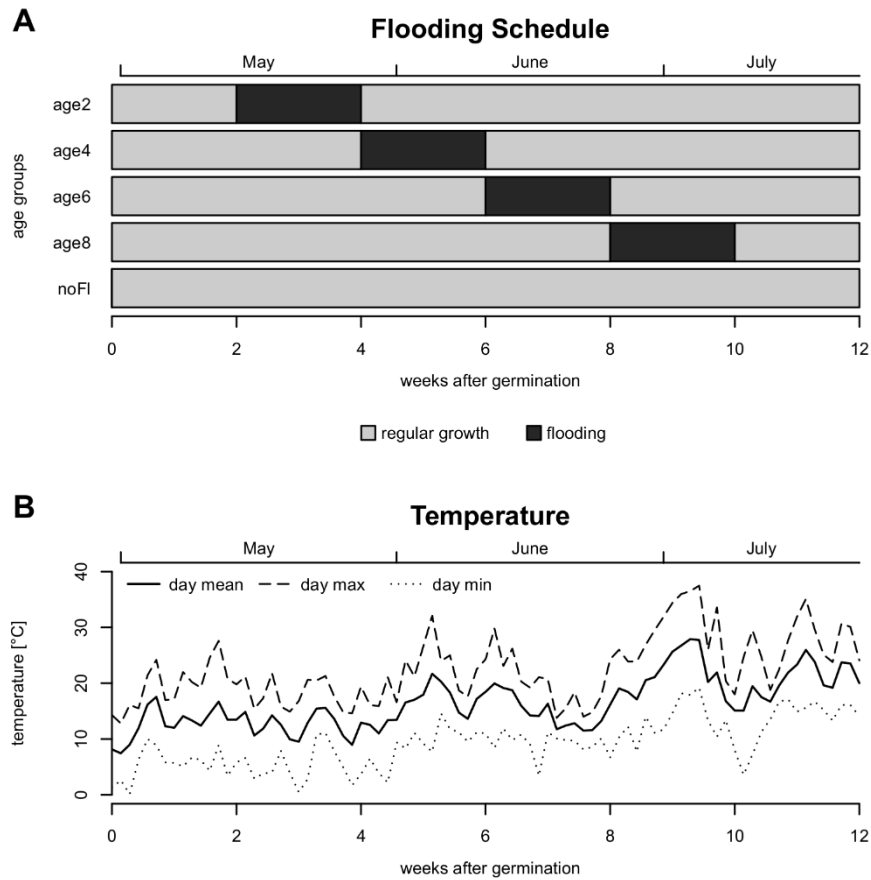 A
Flooding Schedule
May June July
age2
age4
age6
age8
noFl
age groups
0 2 4 6 8 10 12
weeks after germination
regular growth flooding
B
Temperature
May June July
day mean day max day min
40
30
20
10
0
temperature [°C]
0 2 4 6 8 10 12
weeks after germination